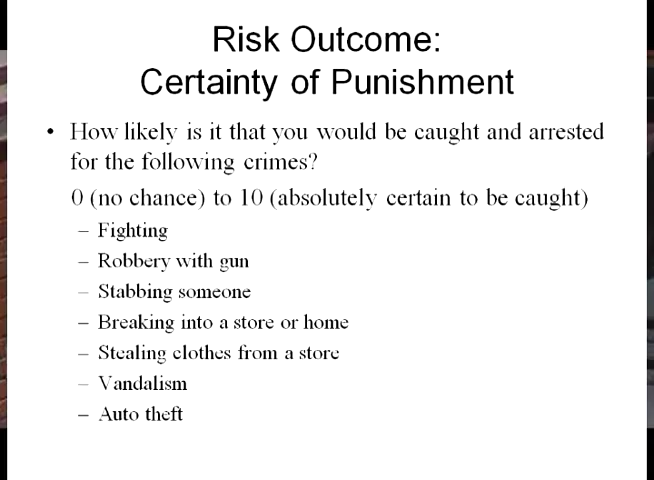 Risk Outcome:
Certainty of Punishment
• How likely is it that you would be caught and arrested
for the following crimes?
0 (no chance) to 10 (absolutely certain to be caught)
– Fighting
– Robbery with gun
– Stabbing someone
– Breaking into a store or home
– Stealing clothes from a store
– Vandalism
– Auto theft